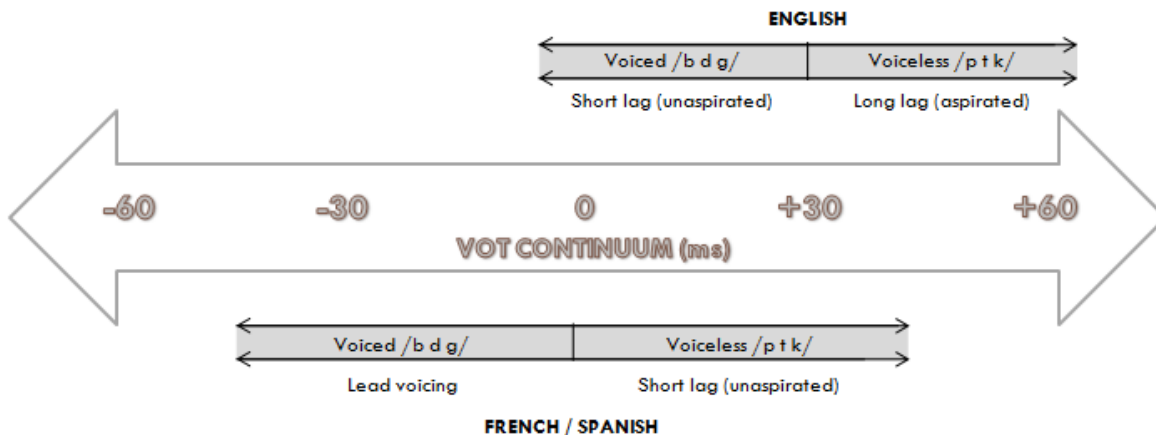 ENGLISH
Voiced /b d g/ Voiceless /p t k/
Short lag (unaspirated) Long lag (aspirated)
-60 -30 0 +30 +60
VOT CONTINUUM (ms)
Voiced /b d g/ Voiceless /p t k/
Lead voicing Short lag (unaspirated)
FRENCH / SPANISH